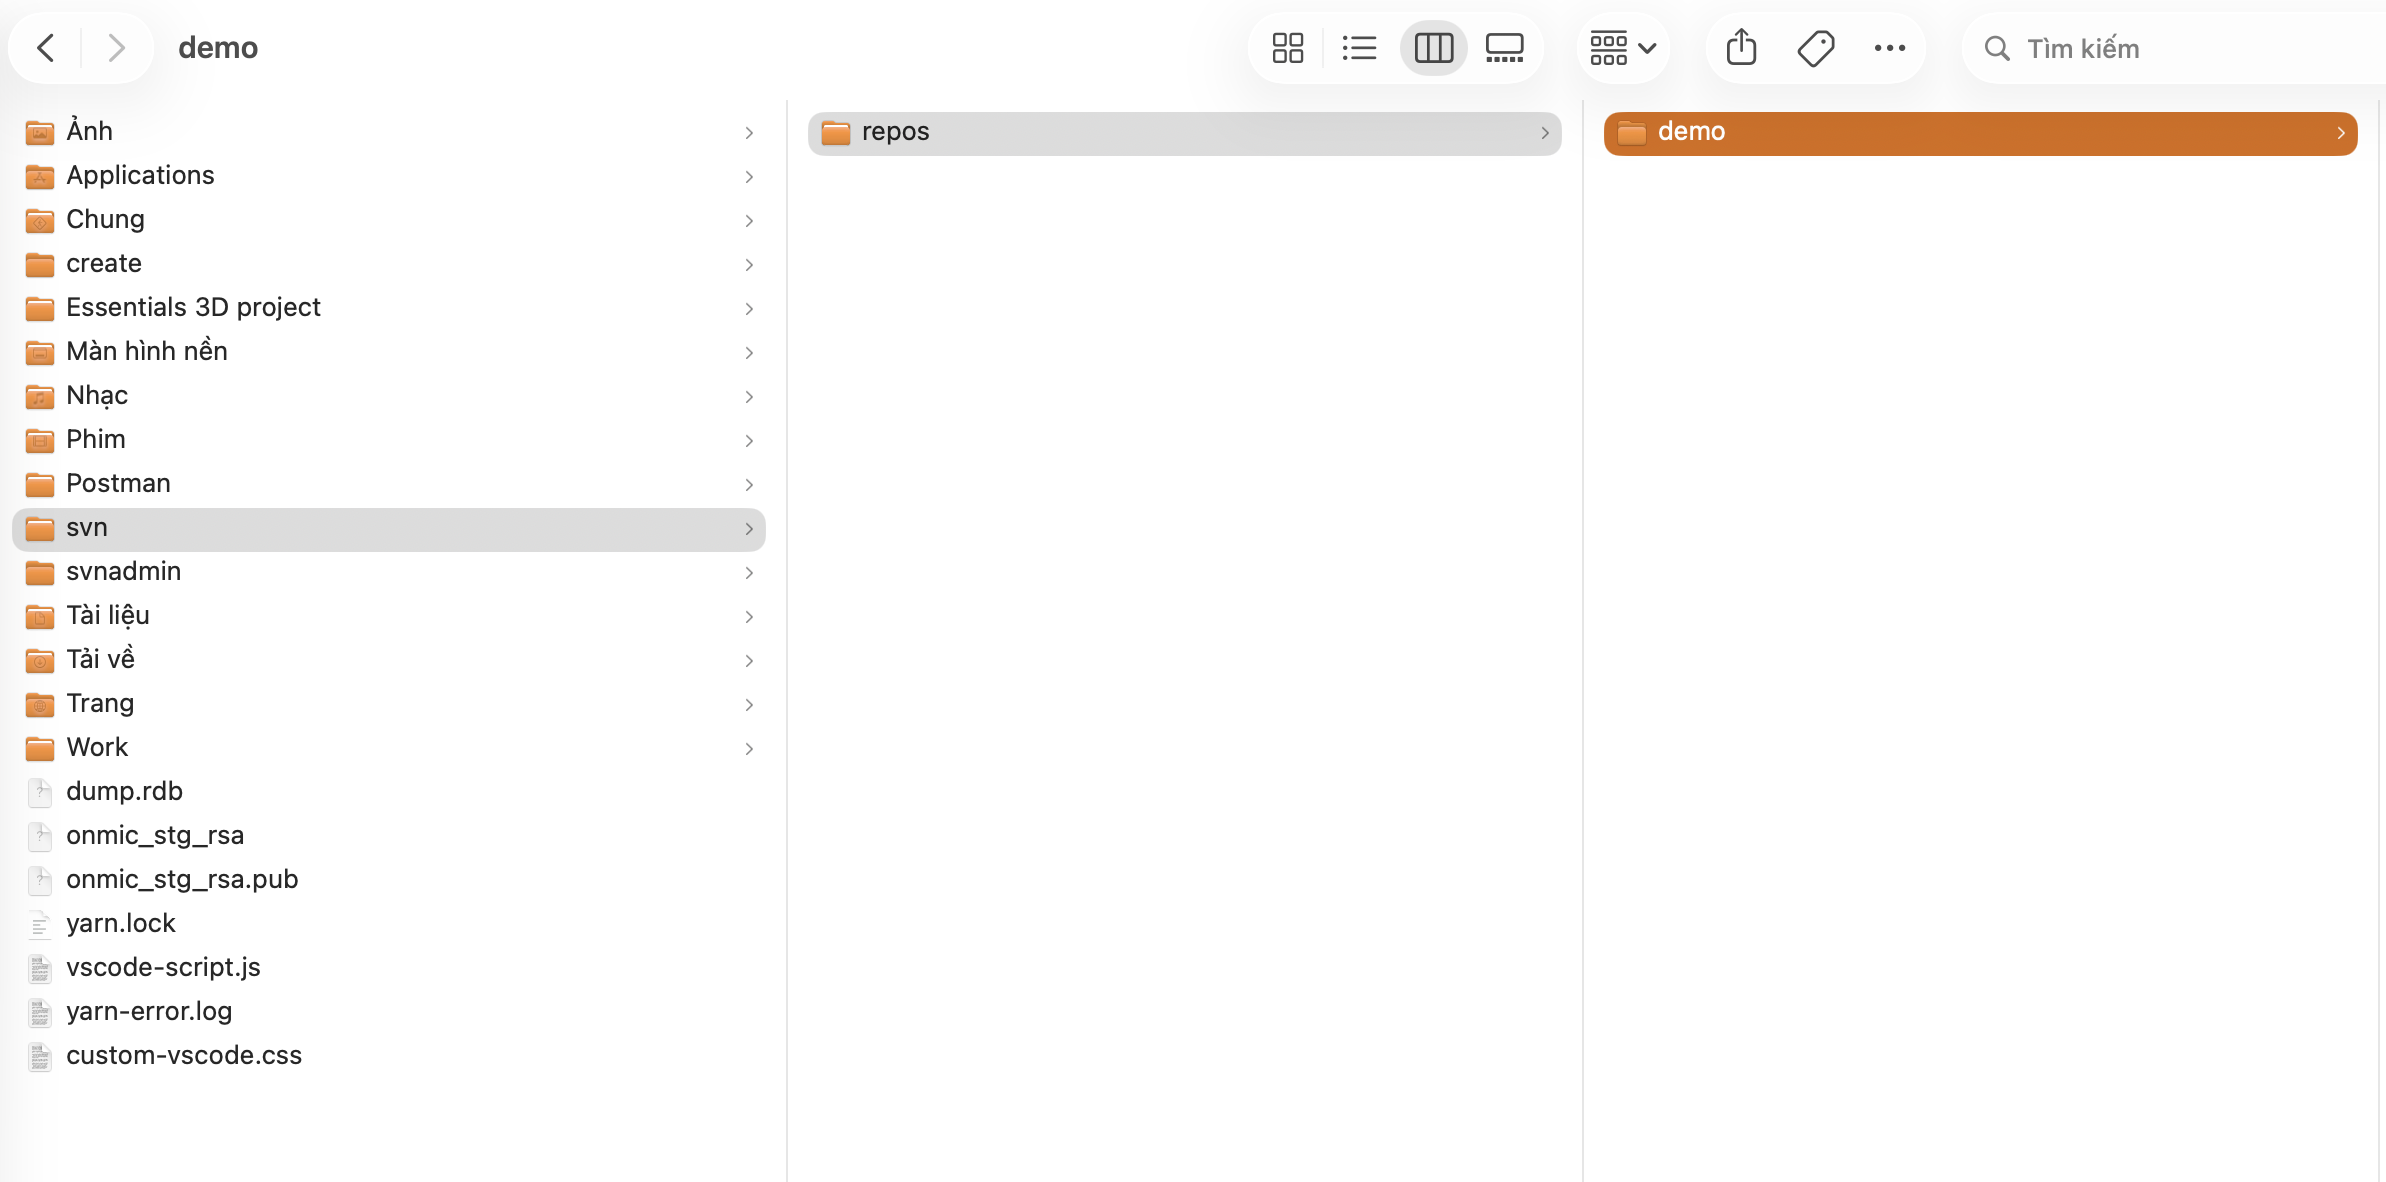 demo
Tìm kiếm
Ảnh
Applications
Chung
create
Essentials 3D project
Màn hình nền
Nhạc
Phim
Postman
svn
svnadmin
Tài liệu
Tải về
Trang
Work
dump.rdb
onmic_stg_rsa
onmic_stg_rsa.pub
yarn.lock
vscode-script.js
yarn-error.log
custom-vscode.css
repos
demo